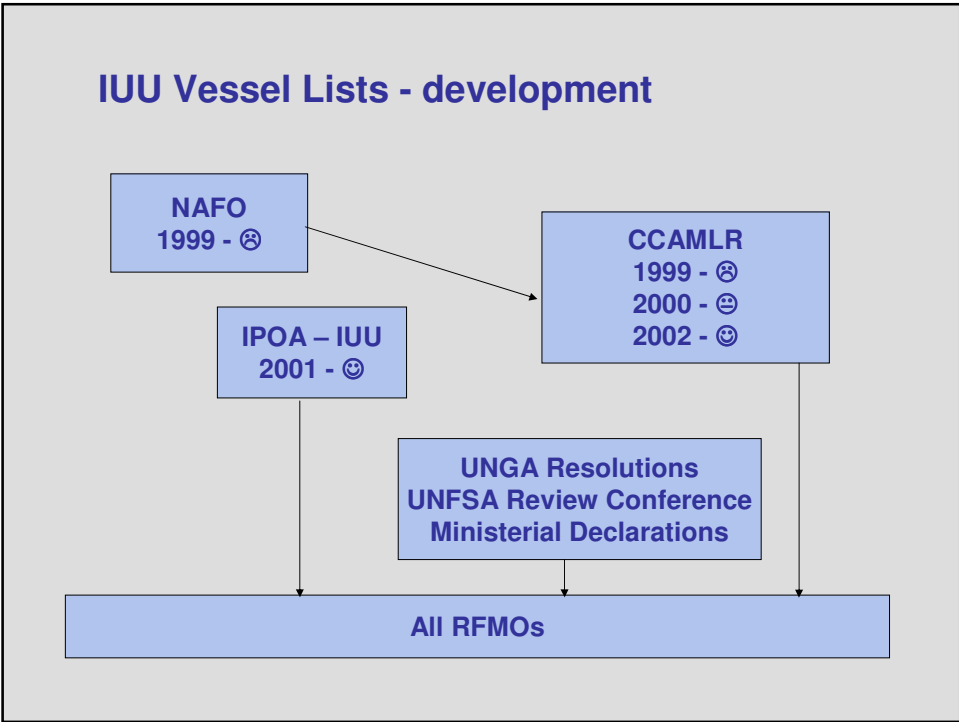 IUU Vessel Lists - development
NAFO
1999 - ☹
CCAMLR
1999 - ☹
2000 - 😐
2002 - ☺
IPOA – IUU
2001 - ☺
UNGA Resolutions
UNFSA Review Conference
Ministerial Declarations
All RFMOs